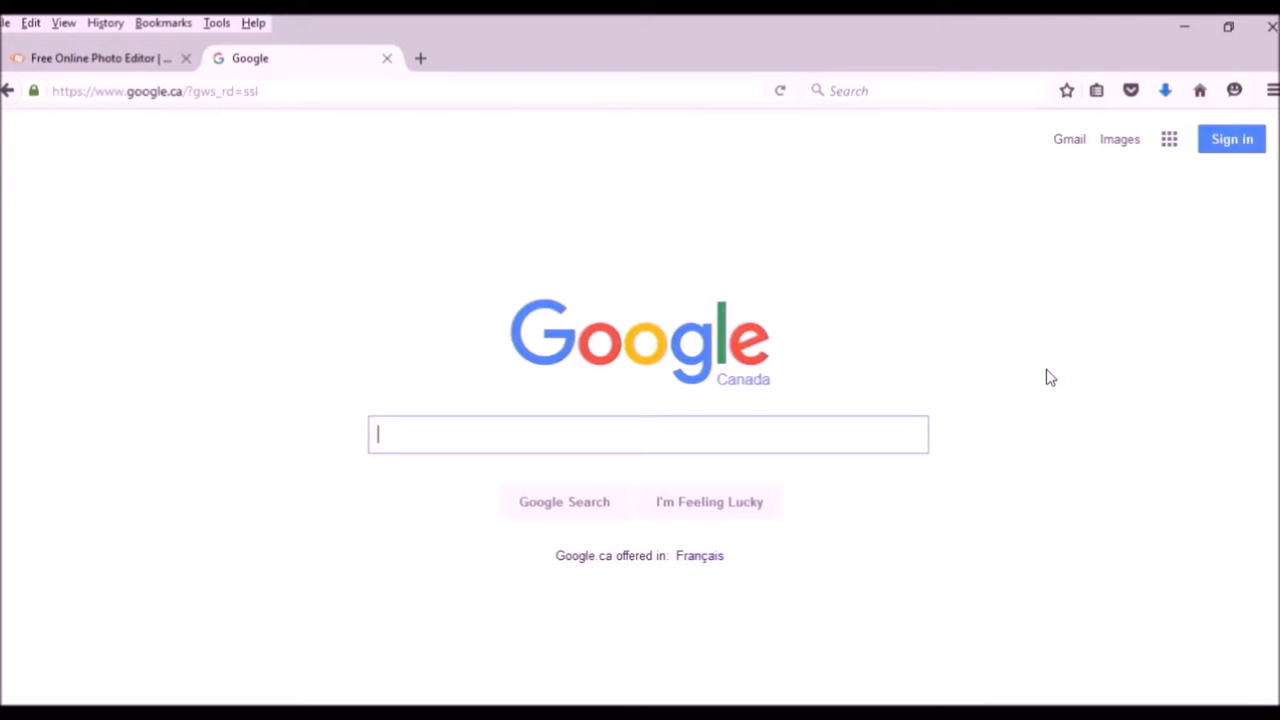 le Edit View History Bookmarks Tools Help
Free Online Photo Editor | ... Google
https://www.google.ca/?gws_rd=ssl Search
Gmail Images Sign in
Google
Canada
Google Search I'm Feeling Lucky
Google.ca offered in: Français